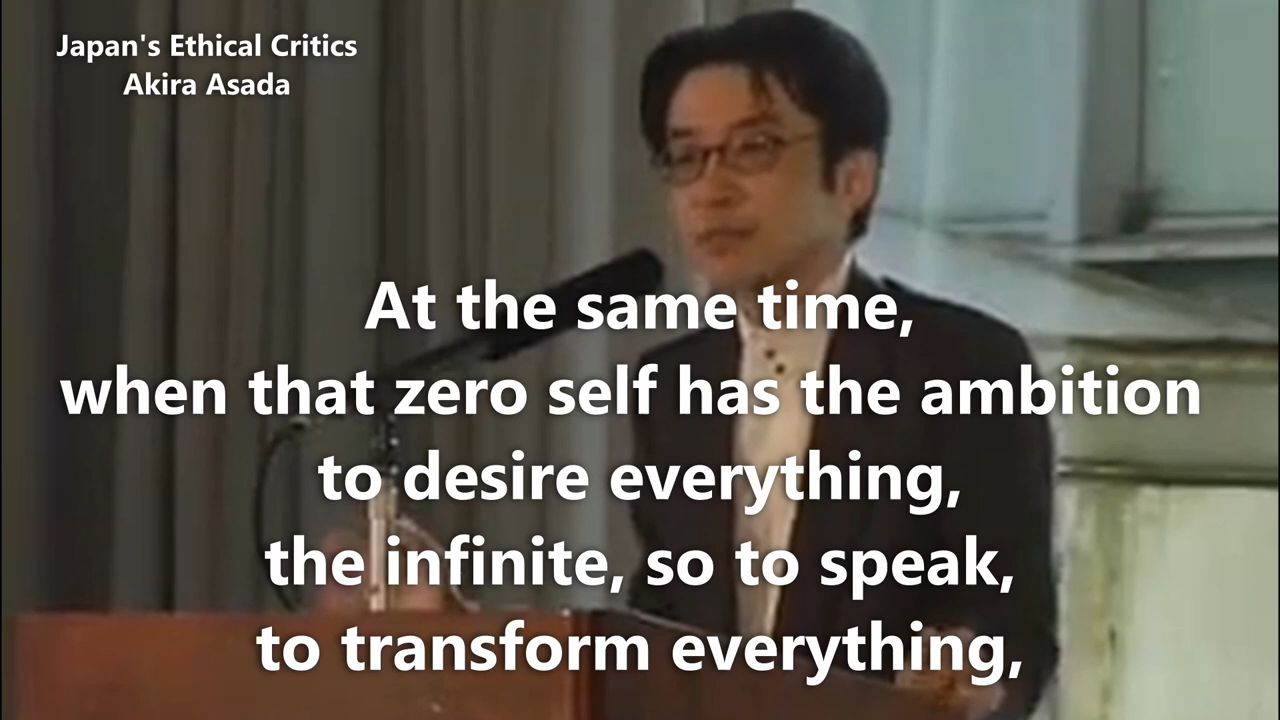 Japan's Ethical Critics
Akira Asada
At the same time,
when that zero self has the ambition
to desire everything,
the infinite, so to speak,
to transform everything,